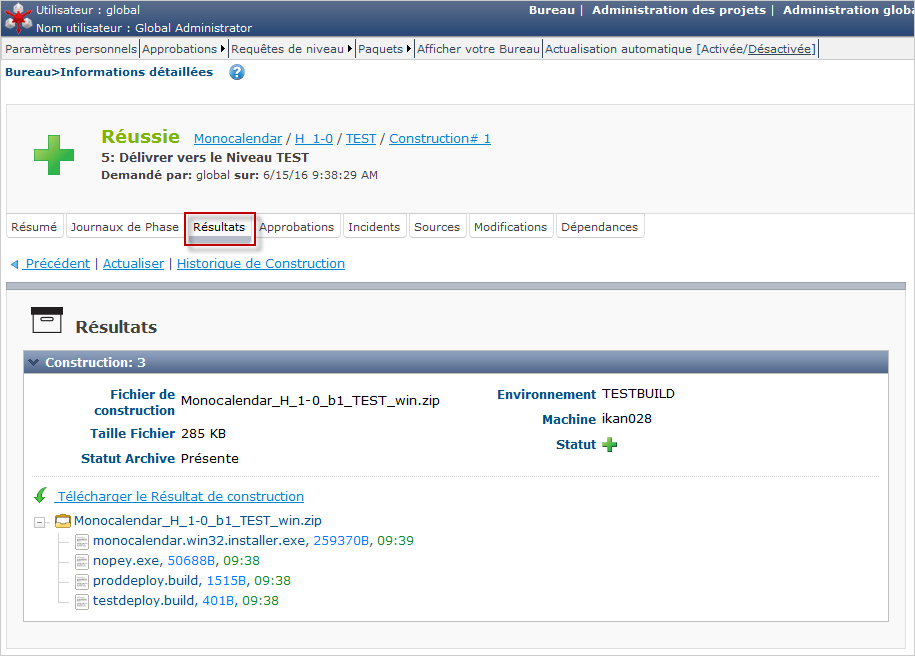 Utilisateur : global
Nom utilisateur : Global Administrator
Bureau | Administration des projets | Administration globa
Paramètres personnels Approbations Requêtes de niveau Paquets Afficher votre Bureau Actualisation automatique [Activée/Désactivée]
Bureau>Informations détaillées ?
Réussie Monocalendar / H_1-0 / TEST / Construction# 1
5: Délivrer vers le Niveau TEST
Demandé par: global sur: 6/15/16 9:38:29 AM
Résumé Journaux de Phase Résultats Approbations Incidents Sources Modifications Dépendances
Précédent | Actualiser | Historique de Construction
Résultats
Construction: 3
Fichier de construction Monocalendar_H_1-0_b1_TEST_win.zip
Taille Fichier 285 KB
Statut Archive Présente
Environnement TESTBUILD
Machine ikan028
Statut
Télécharger le Résultat de construction
Monocalendar_H_1-0_b1_TEST_win.zip
monocalendar.win32.installer.exe, 259370B, 09:39
nopey.exe, 50688B, 09:38
proddeploy.build, 1515B, 09:38
testdeploy.build, 401B, 09:38